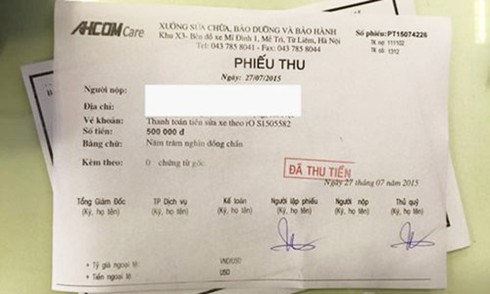 AHCOM Care
XƯỞNG SỬA CHỮA, BẢO DƯỠNG VÀ BẢO HÀNH
Khu X3- Bến đỗ xe Mĩ Đình 1, Mễ Trì, Từ Liêm, Hà Nội
Tel: 043 785 8041 - Fax: 043 785 8044
Số phiếu: PT15074226
TK nợ 111102
TK có: 1312
PHIẾU THU
Ngày: 27/07/2015
Người nộp:
Địa chỉ:
Về khoản: Thanh toán tiền sửa xe theo rO S1505582
Số tiền: 500 000 đ
Bằng chữ: Năm trăm nghìn đồng chẵn
Kèm theo: 0 chứng từ gốc.
ĐÃ THU TIỀN
Ngày 27 tháng 07 năm 2015
Tổng Giám Đốc TP Dịch vụ Kế toán Người lập phiếu Người nộp Thủ quỹ
(Ký, họ tên) (Ký, họ tên) (Ký, họ tên) (Ký, họ tên) (Ký, họ tên) (Ký, họ tên)
+ Tỷ giá ngoại tệ VND/USD
+ Tiền ngoại tệ USD